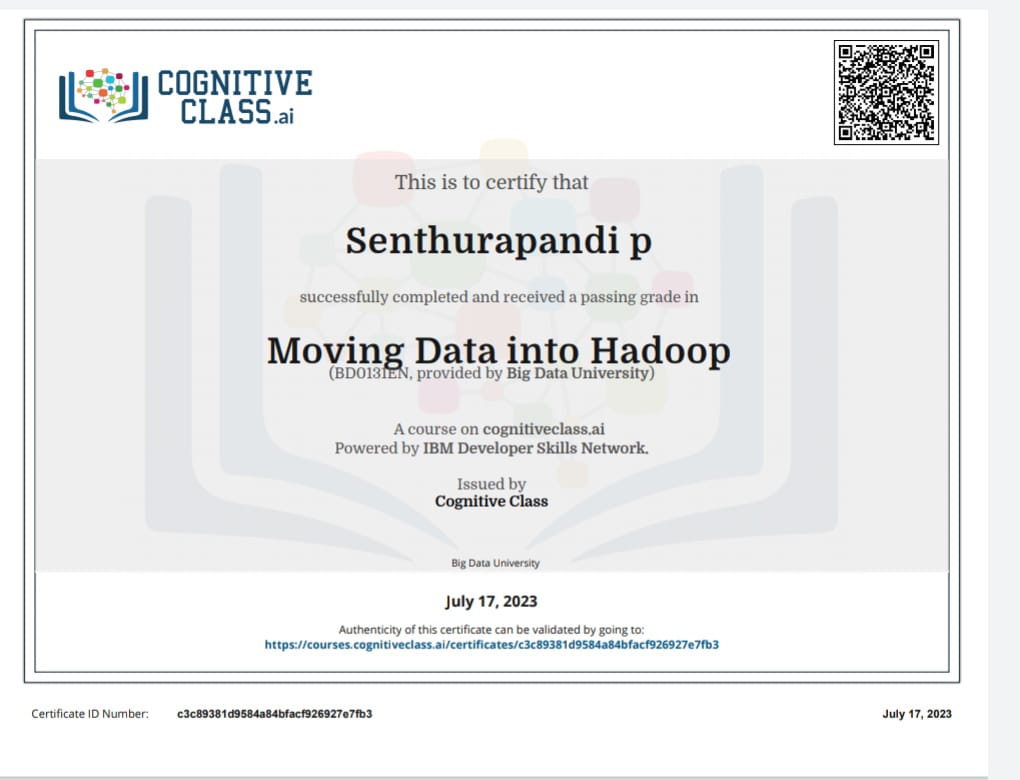 COGNITIVE
CLASS.ai
This is to certify that
Senthurapandi p
successfully completed and received a passing grade in
Moving Data into Hadoop
(BD0131EN, provided by Big Data University)
A course on cognitiveclass.ai
Powered by IBM Developer Skills Network.
Issued by
Cognitive Class
Big Data University
July 17, 2023
Authenticity of this certificate can be validated by going to:
https://courses.cognitiveclass.ai/certificates/c3c89381d9584a84bfacf926927e7fb3
Certificate ID Number: c3c89381d9584a84bfacf926927e7fb3 July 17, 2023